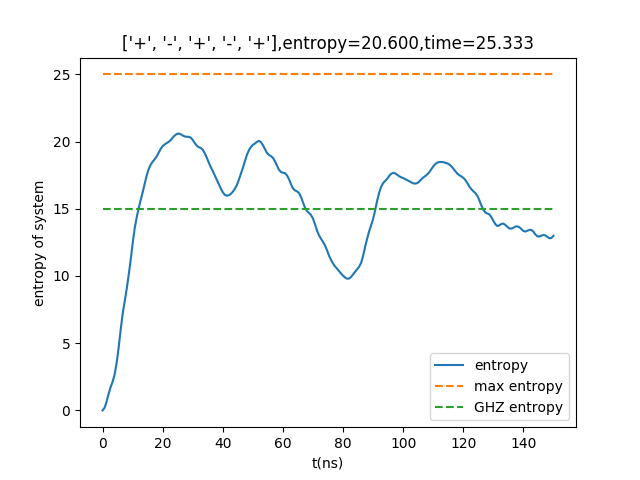 ['+', '-', '+', '-', '+'],entropy=20.600,time=25.333
entropy of system
25
20
15
10
5
0
0 20 40 60 80 100 120 140
t(ns)
entropy
max entropy
GHZ entropy